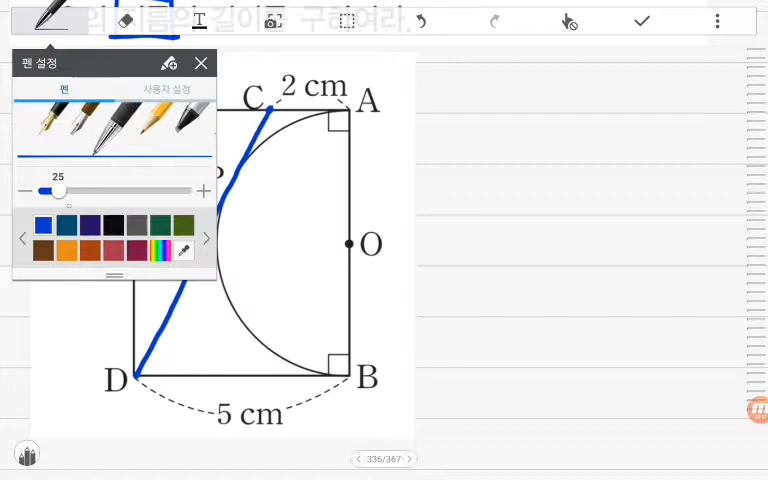 의 지름의 길이를 구하여라.
T
펜 설정
펜
사용자 설정
25
C 2 cm A
O
D B
5 cm
336/367